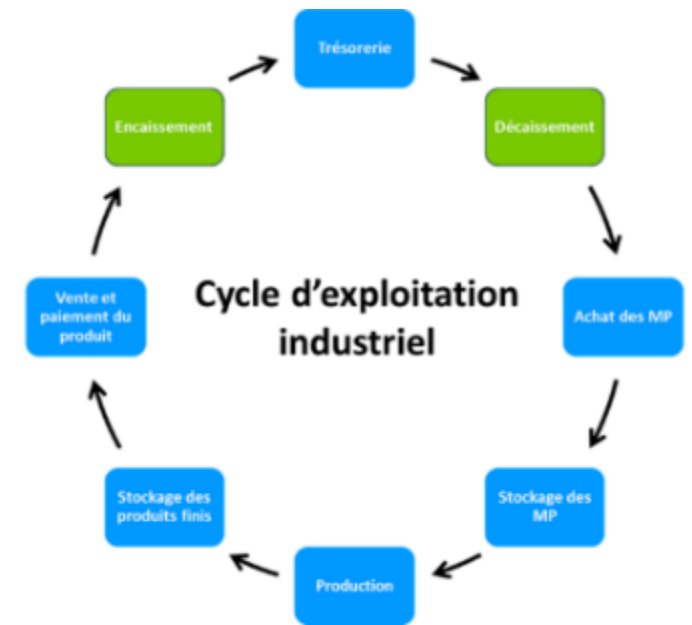 Trésorerie
Décaissement
Achat des MP
Stockage des
MP
Production
Stockage des
produits finis
Vente et
paiement du
produit
Encaissement
Cycle d'exploitation
industriel